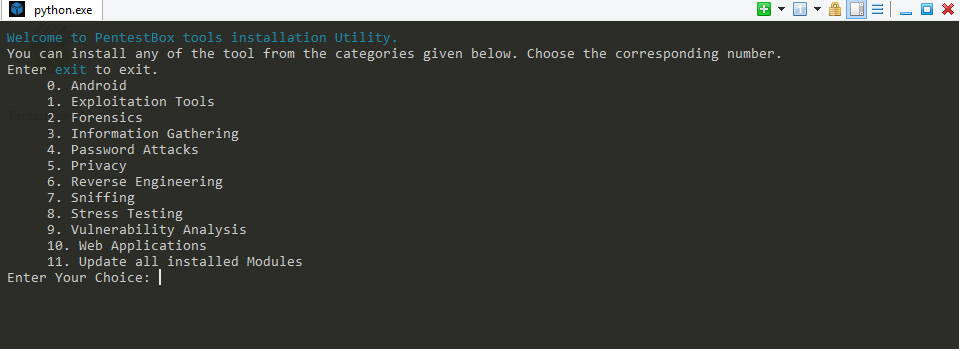 python.exe
Welcome to PentestBox tools installation Utility.
You can install any of the tool from the categories given below. Choose the corresponding number.
Enter exit to exit.
0. Android
1. Exploitation Tools
2. Forensics
3. Information Gathering
4. Password Attacks
5. Privacy
6. Reverse Engineering
7. Sniffing
8. Stress Testing
9. Vulnerability Analysis
10. Web Applications
11. Update all installed Modules
Enter Your Choice: